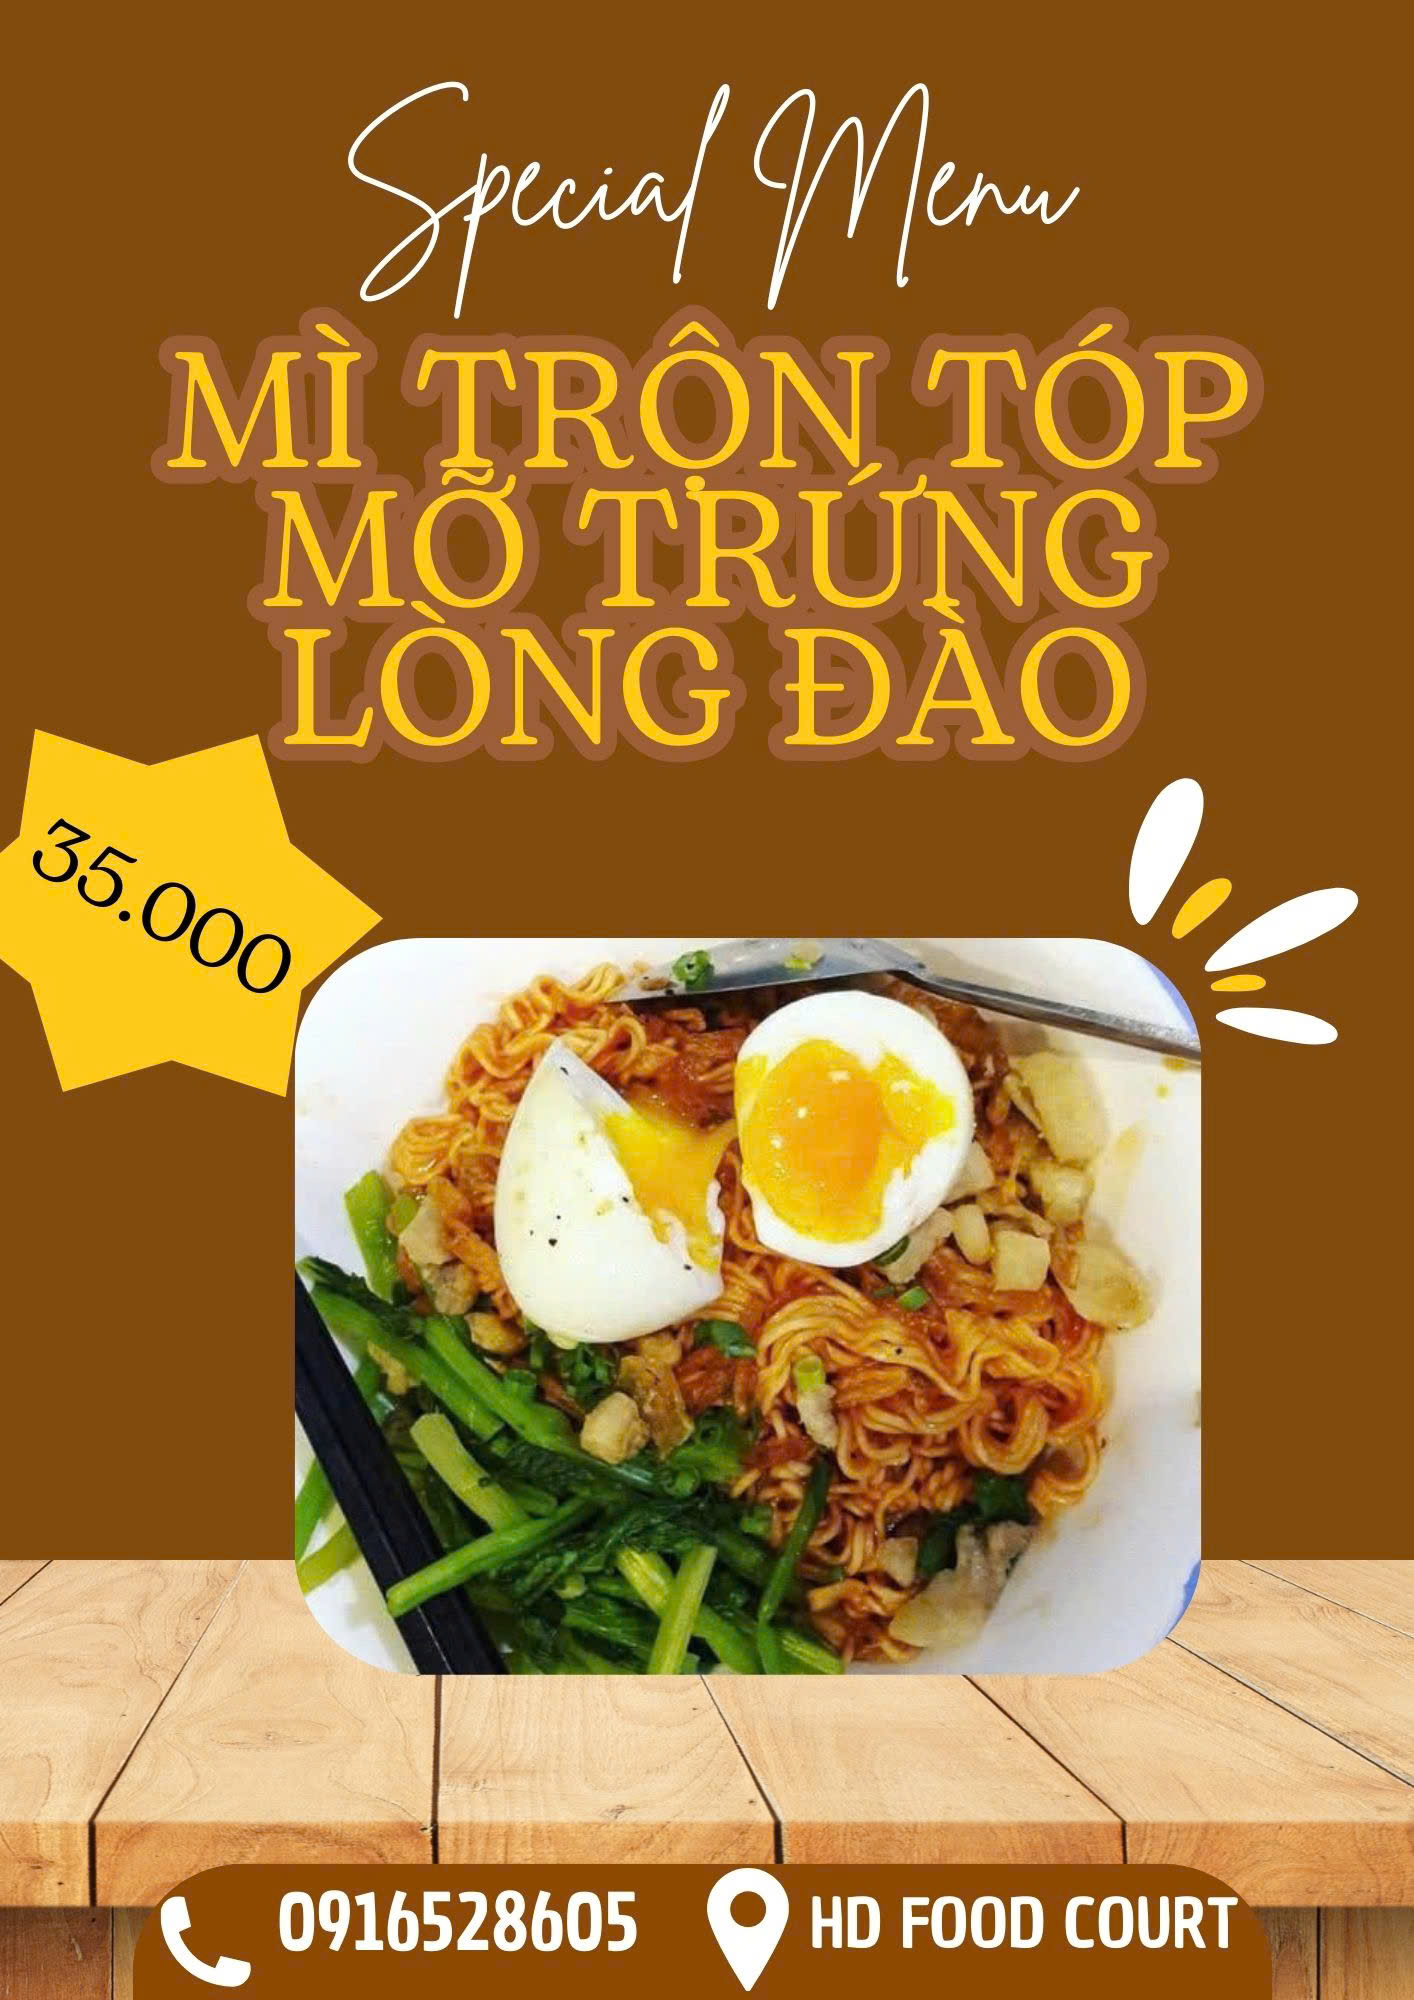 Special Menu
MÌ TRỘN TÓP
MỠ TRỨNG
LÒNG ĐÀO
35.000
0916528605
HD FOOD COURT